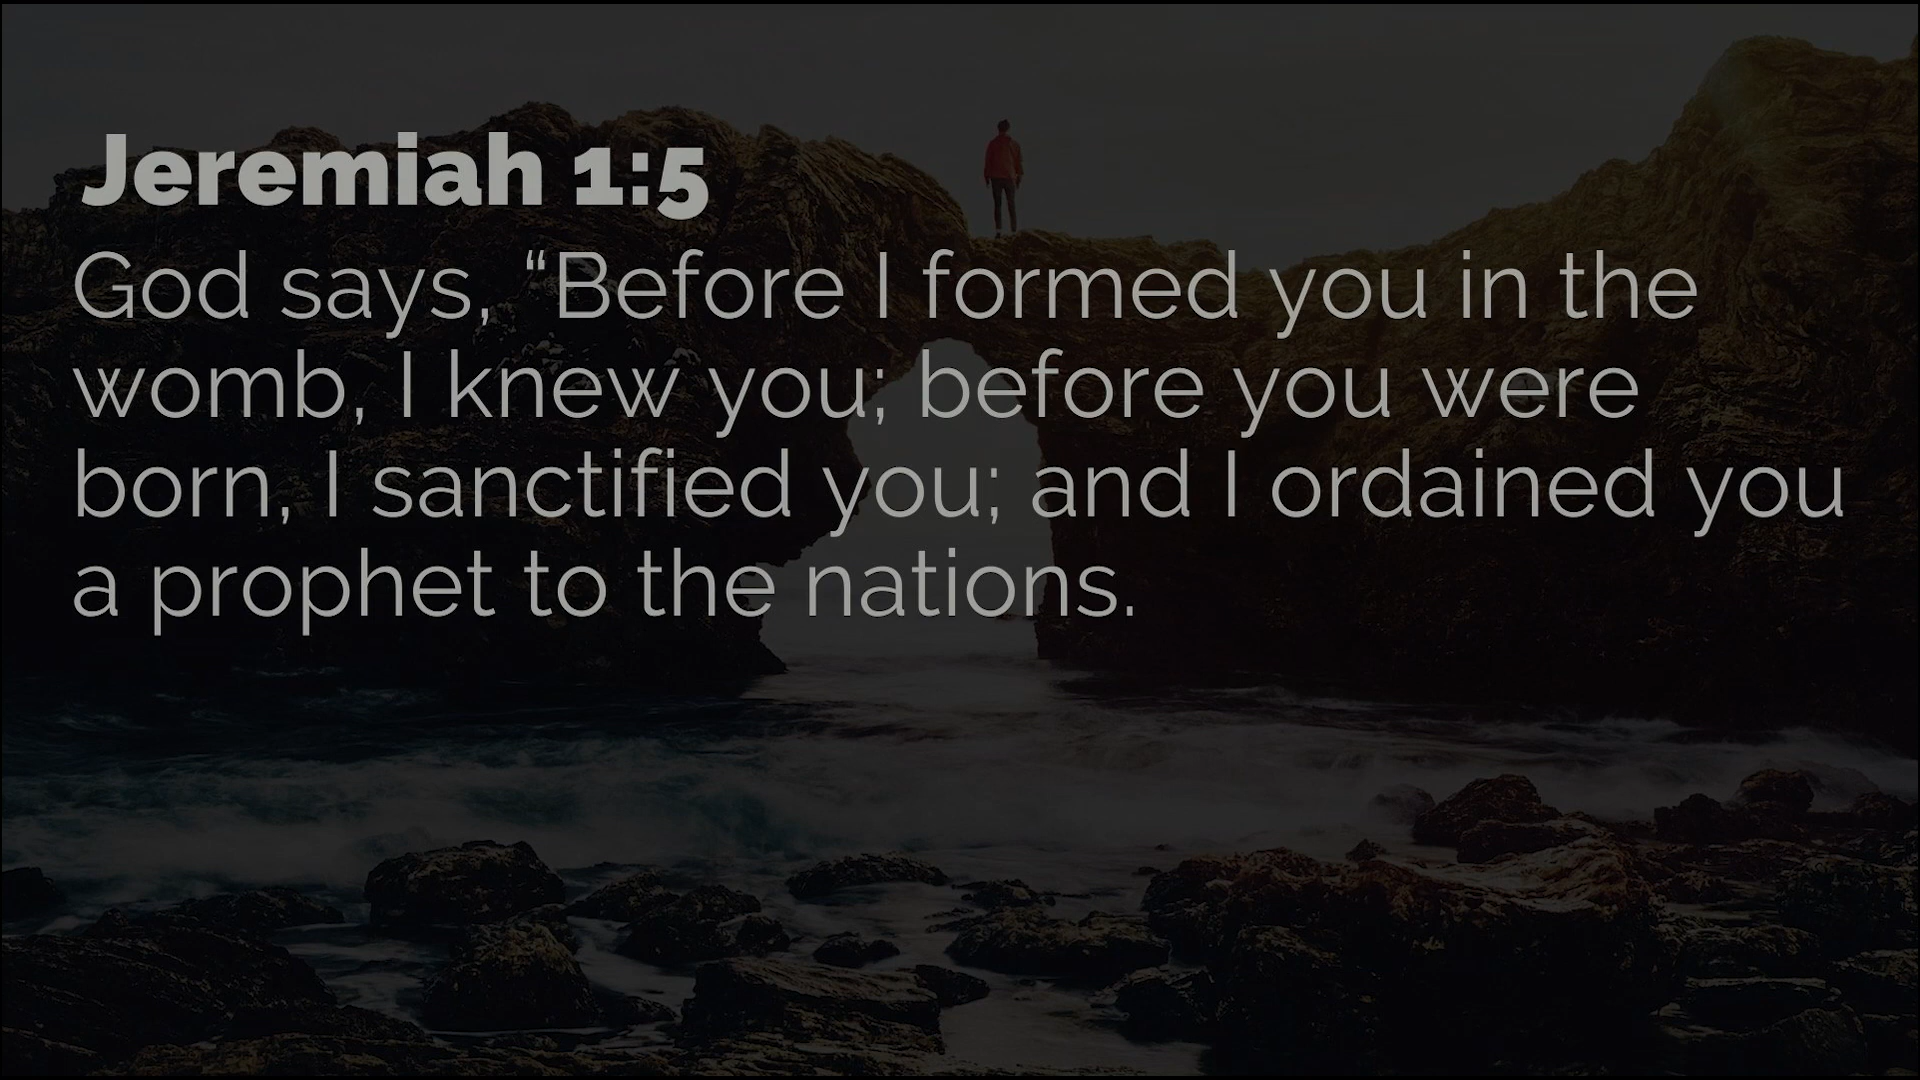 Jeremiah 1:5
God says, “Before I formed you in the
womb, I knew you; before you were
born, I sanctified you; and I ordained you
a prophet to the nations.